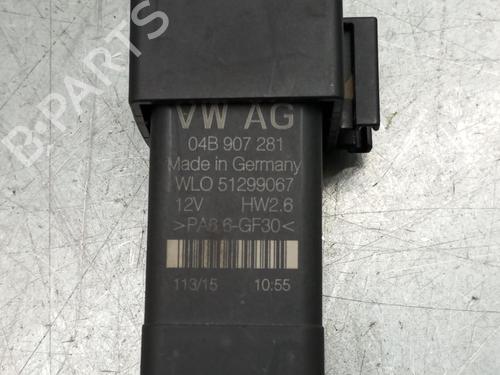 VW AG
04B 907 281
Made in Germany
WLO 51299067
12V HW2.6
>PA6.6-GF30<
113/15 10:55